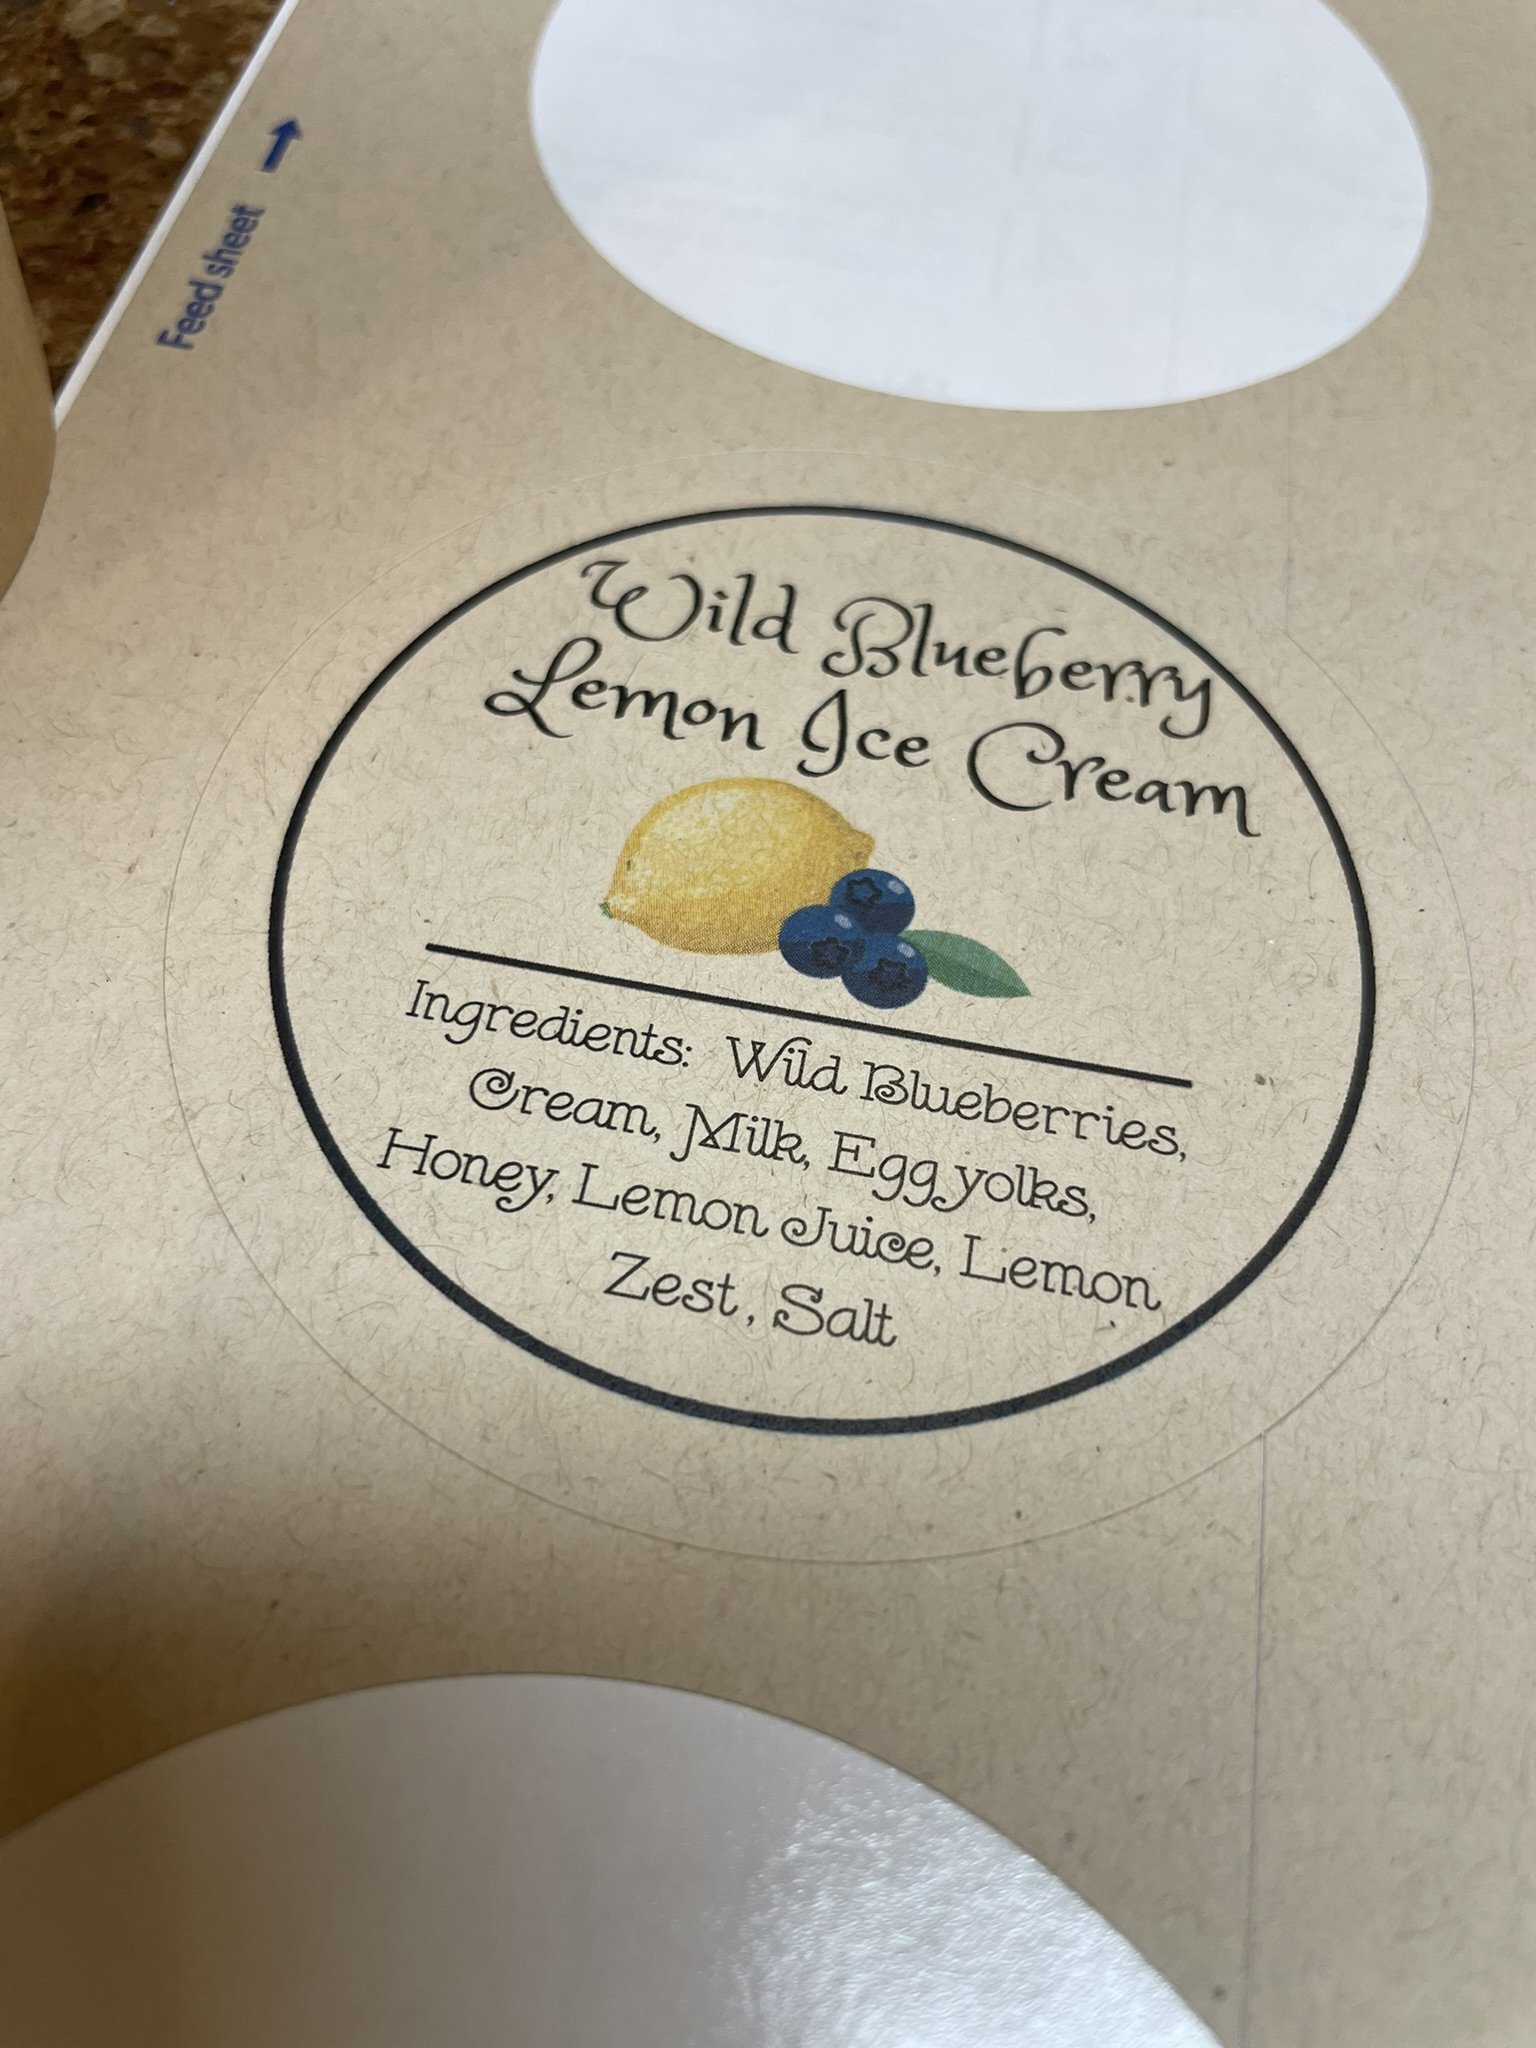 Feed sheet
Wild Blueberry
Lemon Ice Cream
Ingredients: Wild Blueberries,
Cream, Milk, Egg yolks,
Honey, Lemon Juice, Lemon
Zest, Salt